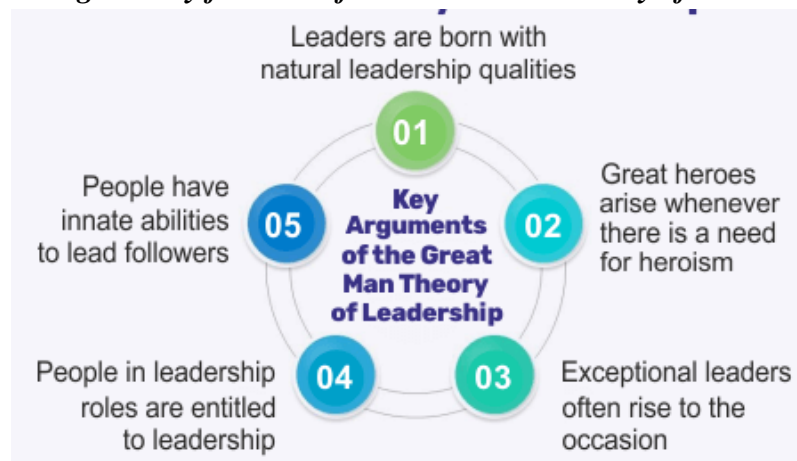 Leaders are born with
natural leadership qualities
01
Great heroes
arise whenever
there is a need
for heroism
02
Exceptional leaders
often rise to the
occasion
03
People in leadership
roles are entitled
to leadership
04
People have
innate abilities
to lead followers
05
Key
Arguments
of the Great
Man Theory
of Leadership